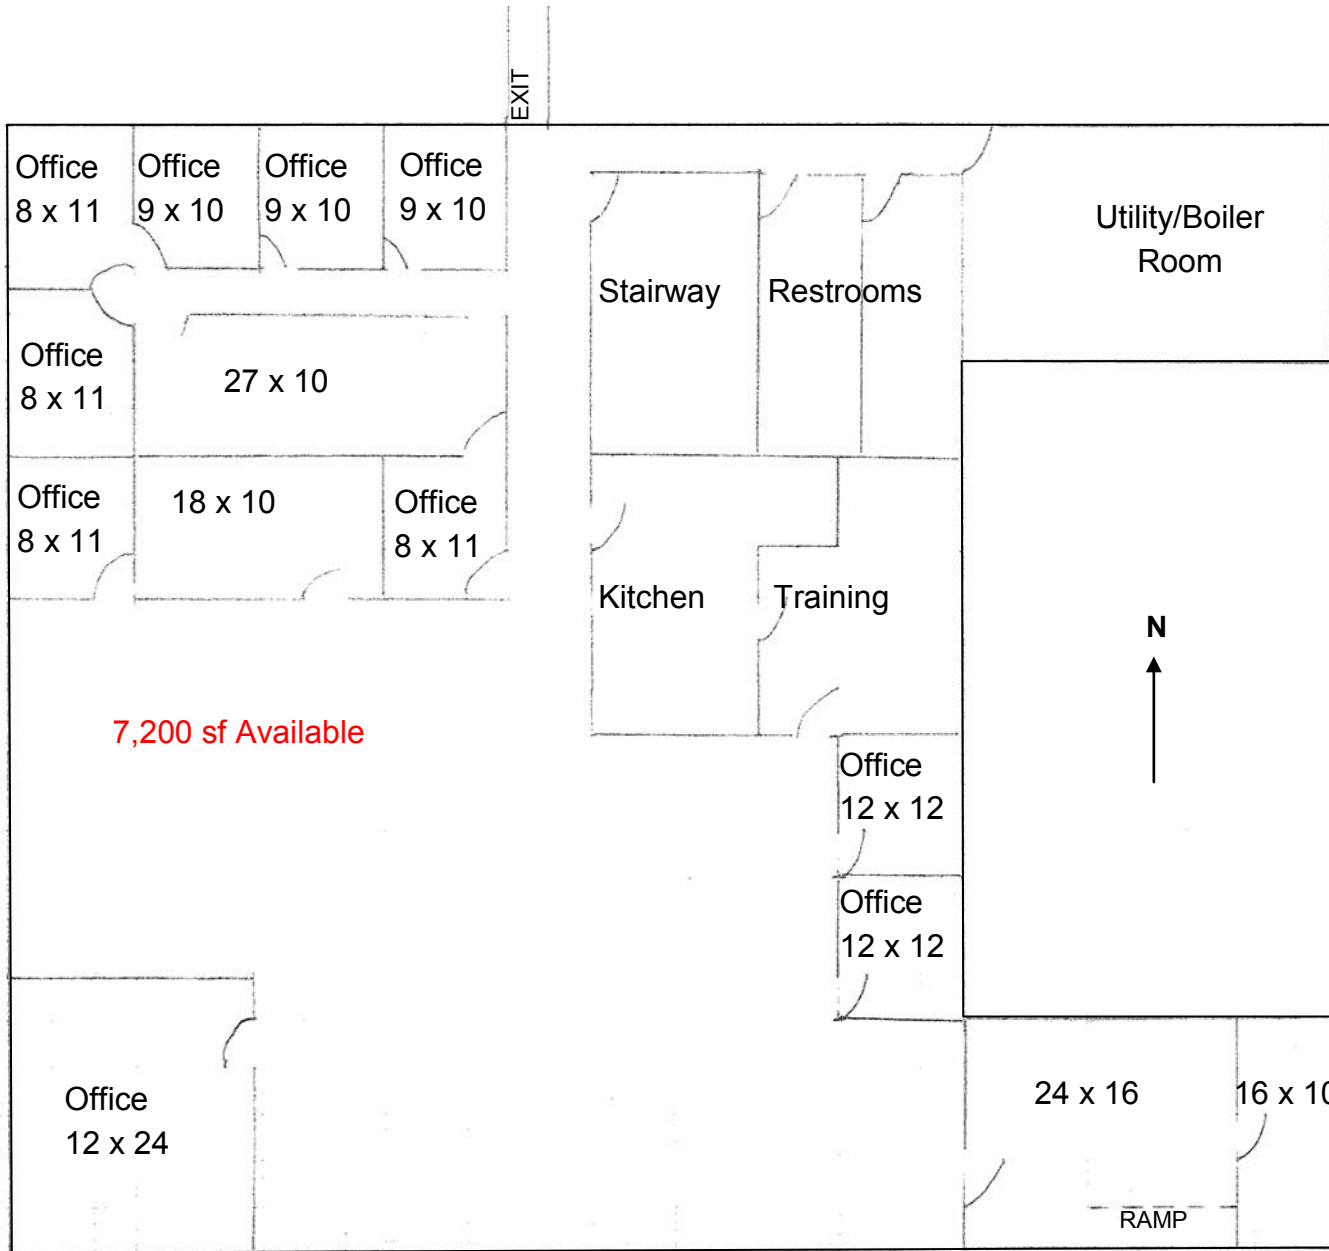 EXIT
Office
8 x 11
Office
9 x 10
Office
9 x 10
Office
9 x 10
Utility/Boiler
Room
Stairway
Restrooms
Office
8 x 11
27 x 10
Office
8 x 11
18 x 10
Office
8 x 11
Kitchen
Training
N
7,200 sf Available
Office
12 x 12
Office
12 x 12
Office
12 x 24
24 x 16
16 x 10
RAMP